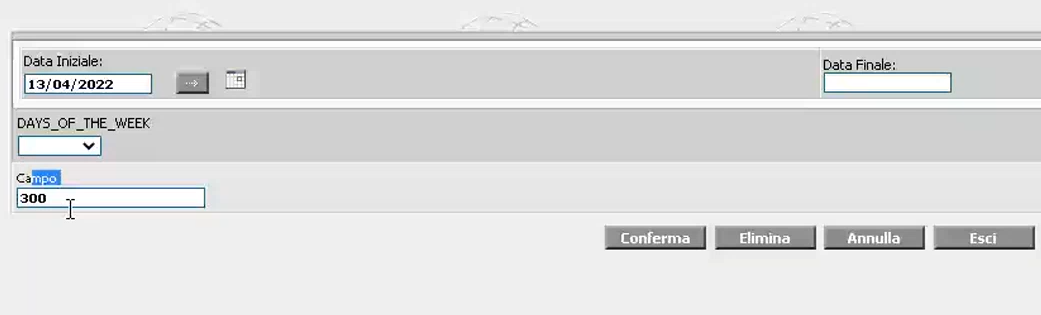 Data Iniziale:
Data Finale:
13/04/2022
DAYS_OF_THE_WEEK
Campo
300
Conferma Elimina Annulla Esci